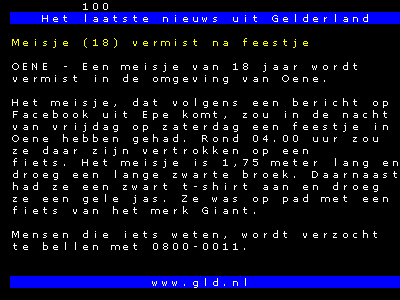 100
Het laatste nieuws uit Gelderland
Meisje (18) vermist na feestje
OENE - Een meisje van 18 jaar wordt
vermist in de omgeving van Oene.
Het meisje, dat volgens een bericht op
Facebook uit Epe komt, zou in de nacht
van vrijdag op zaterdag een feestje in
Oene hebben gehad. Rond 04.00 uur zou
ze daar zijn vertrokken op een
fiets. Het meisje is 1,75 meter lang en
droeg een lange zwarte broek. Daarnaast
had ze een zwart t-shirt aan en droeg
ze een gele jas. Ze was op pad met een
fiets van het merk Giant.
Mensen die iets weten, wordt verzocht
te bellen met 0800-0011.
www.gld.nl